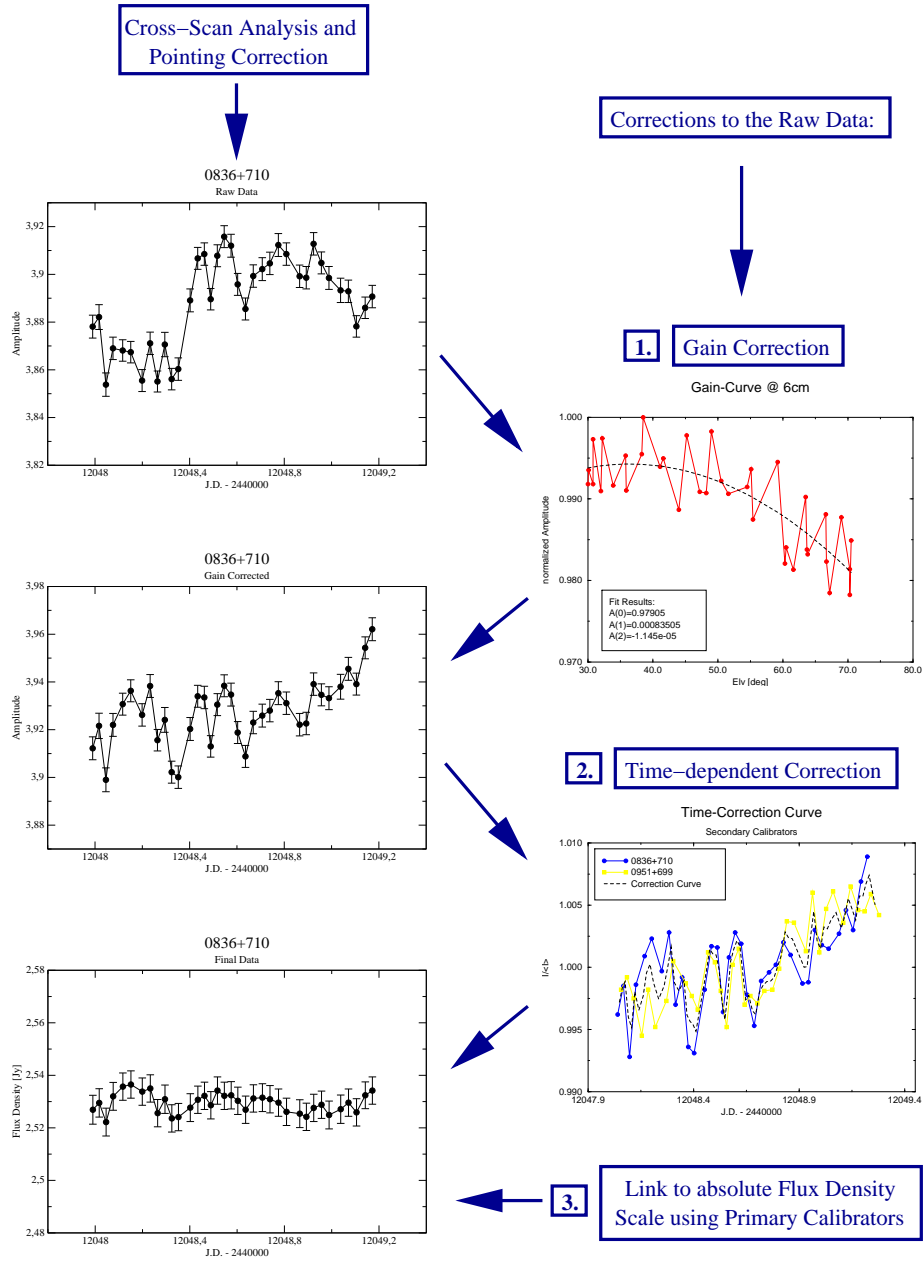 Cross−Scan Analysis and
Pointing Correction
Corrections to the Raw Data:
0836+710
Raw Data
3,92
3,9
3,88
3,86
3,84
3,82
Amplitude
12048
12048,4
12048,8
12049,2
J.D. - 2440000
1.
Gain Correction
Gain-Curve @ 6cm
1.000
0.990
0.980
0.970
normalized Amplitude
Fit Results:
A(0)=0.97905
A(1)=0.00083505
A(2)=-1.145e-05
30.0
40.0
50.0
60.0
70.0
80.0
Elv [deg]
0836+710
Gain Corrected
3,98
3,96
3,94
3,92
3,9
3,88
Amplitude
12048
12048,4
12048,8
12049,2
J.D. - 2440000
2.
Time−dependent Correction
Time-Correction Curve
Secondary Calibrators
1.010
1.005
1.000
0.995
0.990
I/<I>
0836+710
0951+699
Correction Curve
12047.9
12048.4
12048.9
12049.4
J.D. - 2440000
0836+710
Final Data
2,58
2,56
2,54
2,52
2,5
2,48
Flux Density [Jy]
12048
12048,4
12048,8
12049,2
J.D. - 2440000
3.
Link to absolute Flux Density
Scale using Primary Calibrators